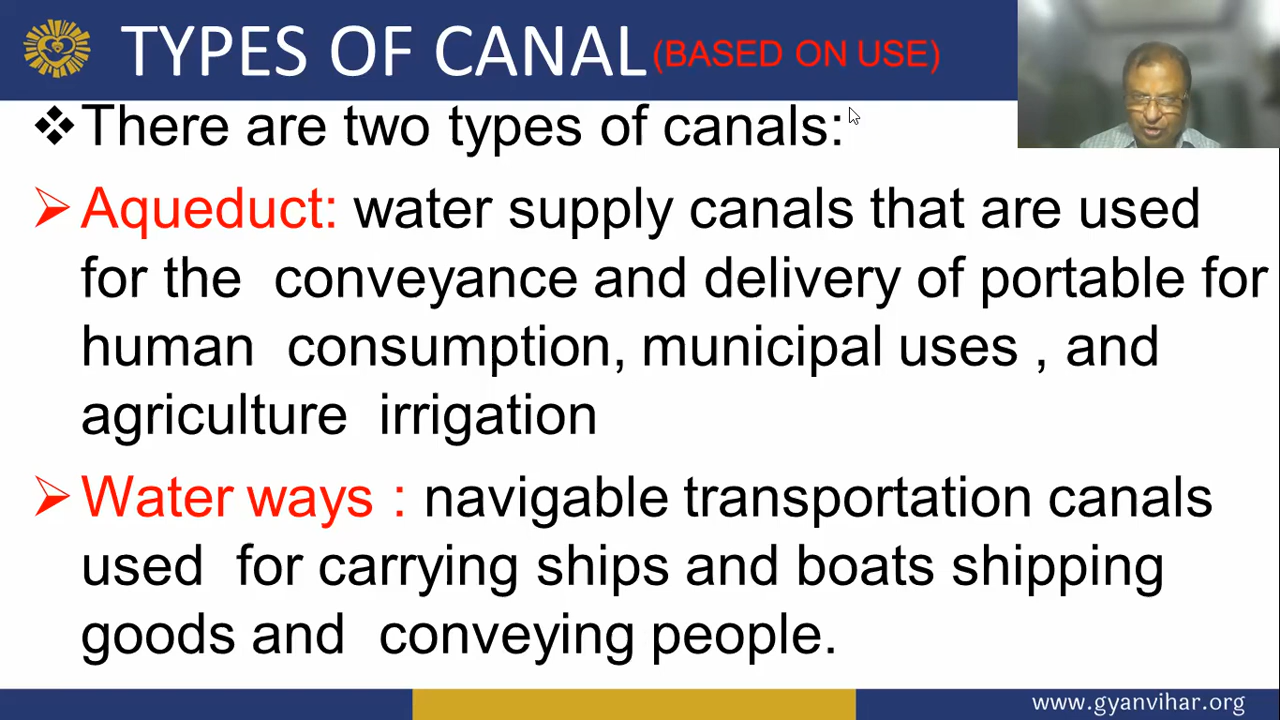 TYPES OF CANAL (BASED ON USE)
❖There are two types of canals:
➢Aqueduct: water supply canals that are used
for the conveyance and delivery of portable for
human consumption, municipal uses , and
agriculture irrigation
➢Water ways : navigable transportation canals
used for carrying ships and boats shipping
goods and conveying people.
www.gyanvihar.org